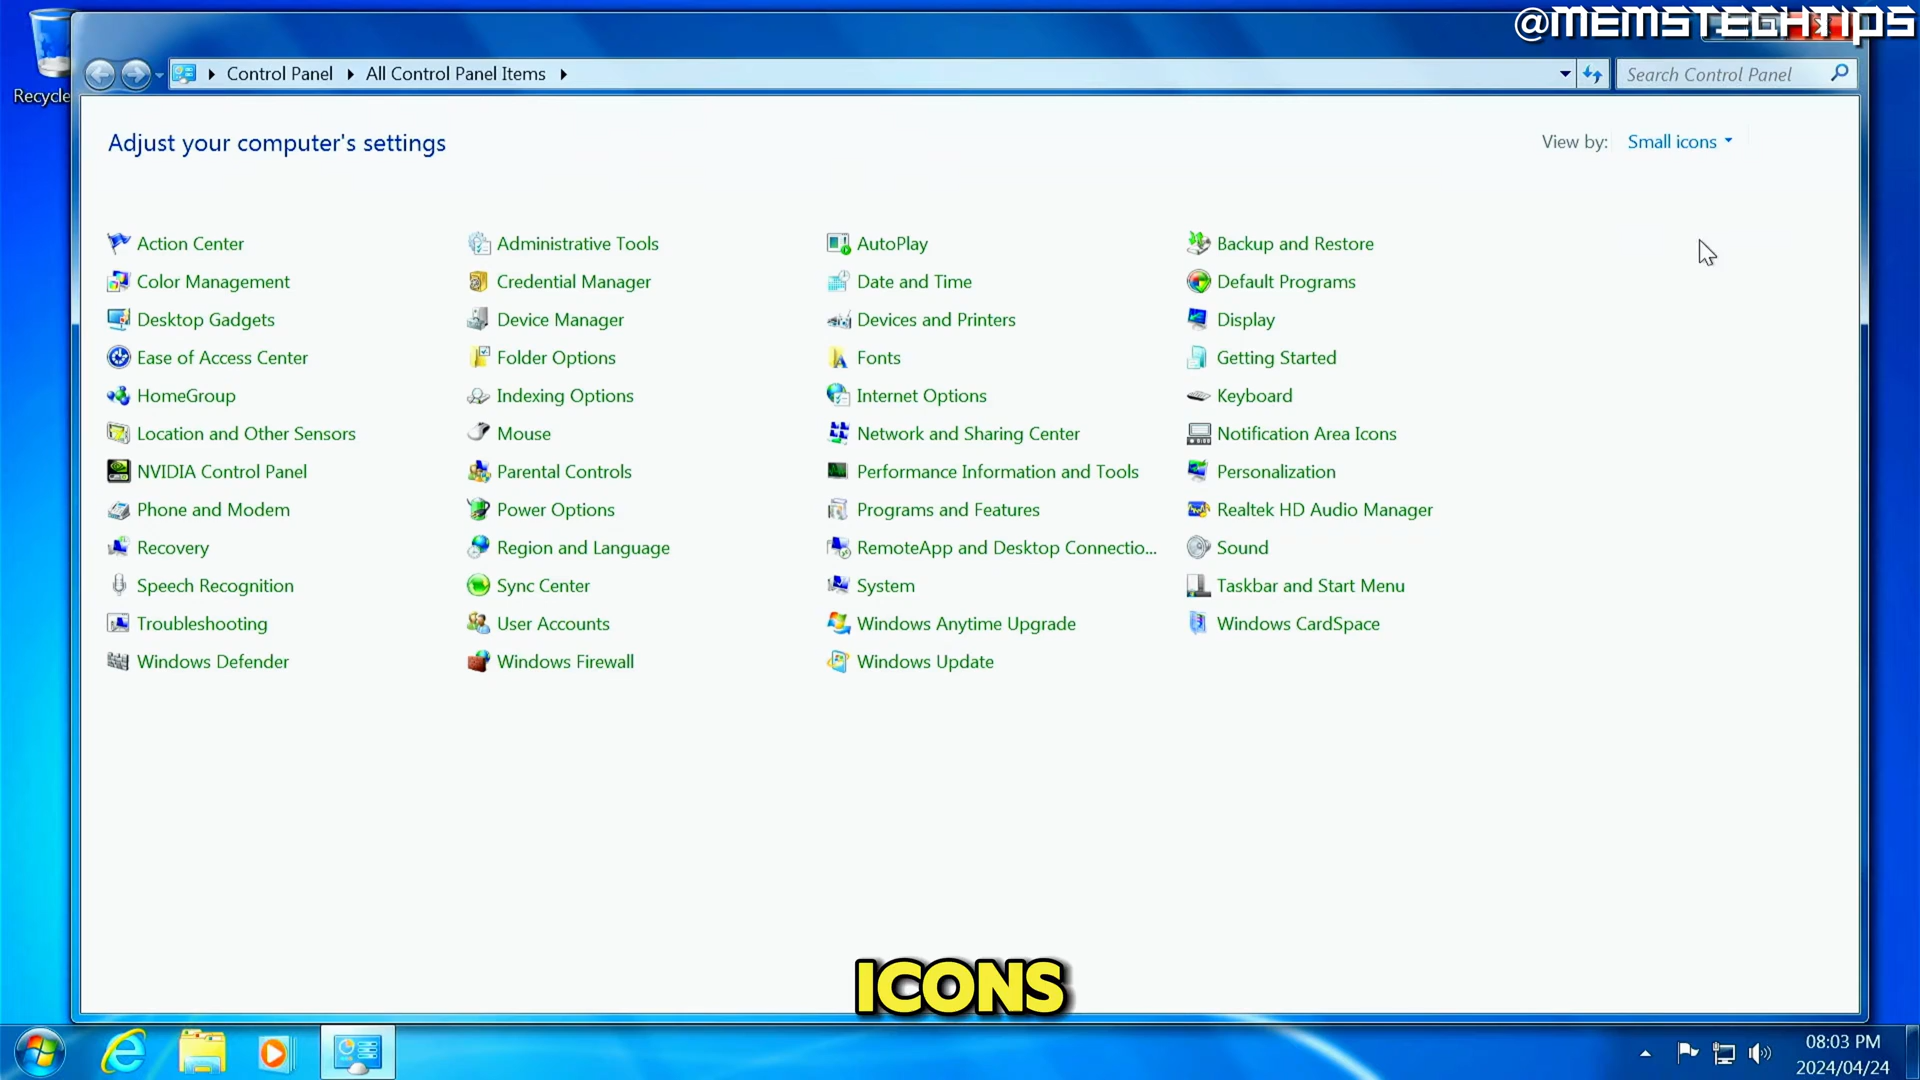 @MEMSTECHTIPS
Recycle
Control Panel
All Control Panel Items
Search Control Panel
Adjust your computer's settings
View by: Small icons
Action Center
Administrative Tools
AutoPlay
Backup and Restore
Color Management
Credential Manager
Date and Time
Default Programs
Desktop Gadgets
Device Manager
Devices and Printers
Display
Ease of Access Center
Folder Options
Fonts
Getting Started
HomeGroup
Indexing Options
Internet Options
Keyboard
Location and Other Sensors
Mouse
Network and Sharing Center
Notification Area Icons
NVIDIA Control Panel
Parental Controls
Performance Information and Tools
Personalization
Phone and Modem
Power Options
Programs and Features
Realtek HD Audio Manager
Recovery
Region and Language
RemoteApp and Desktop Connectio...
Sound
Speech Recognition
Sync Center
System
Taskbar and Start Menu
Troubleshooting
User Accounts
Windows Anytime Upgrade
Windows CardSpace
Windows Defender
Windows Firewall
Windows Update
ICONS
08:03 PM
2024/04/24